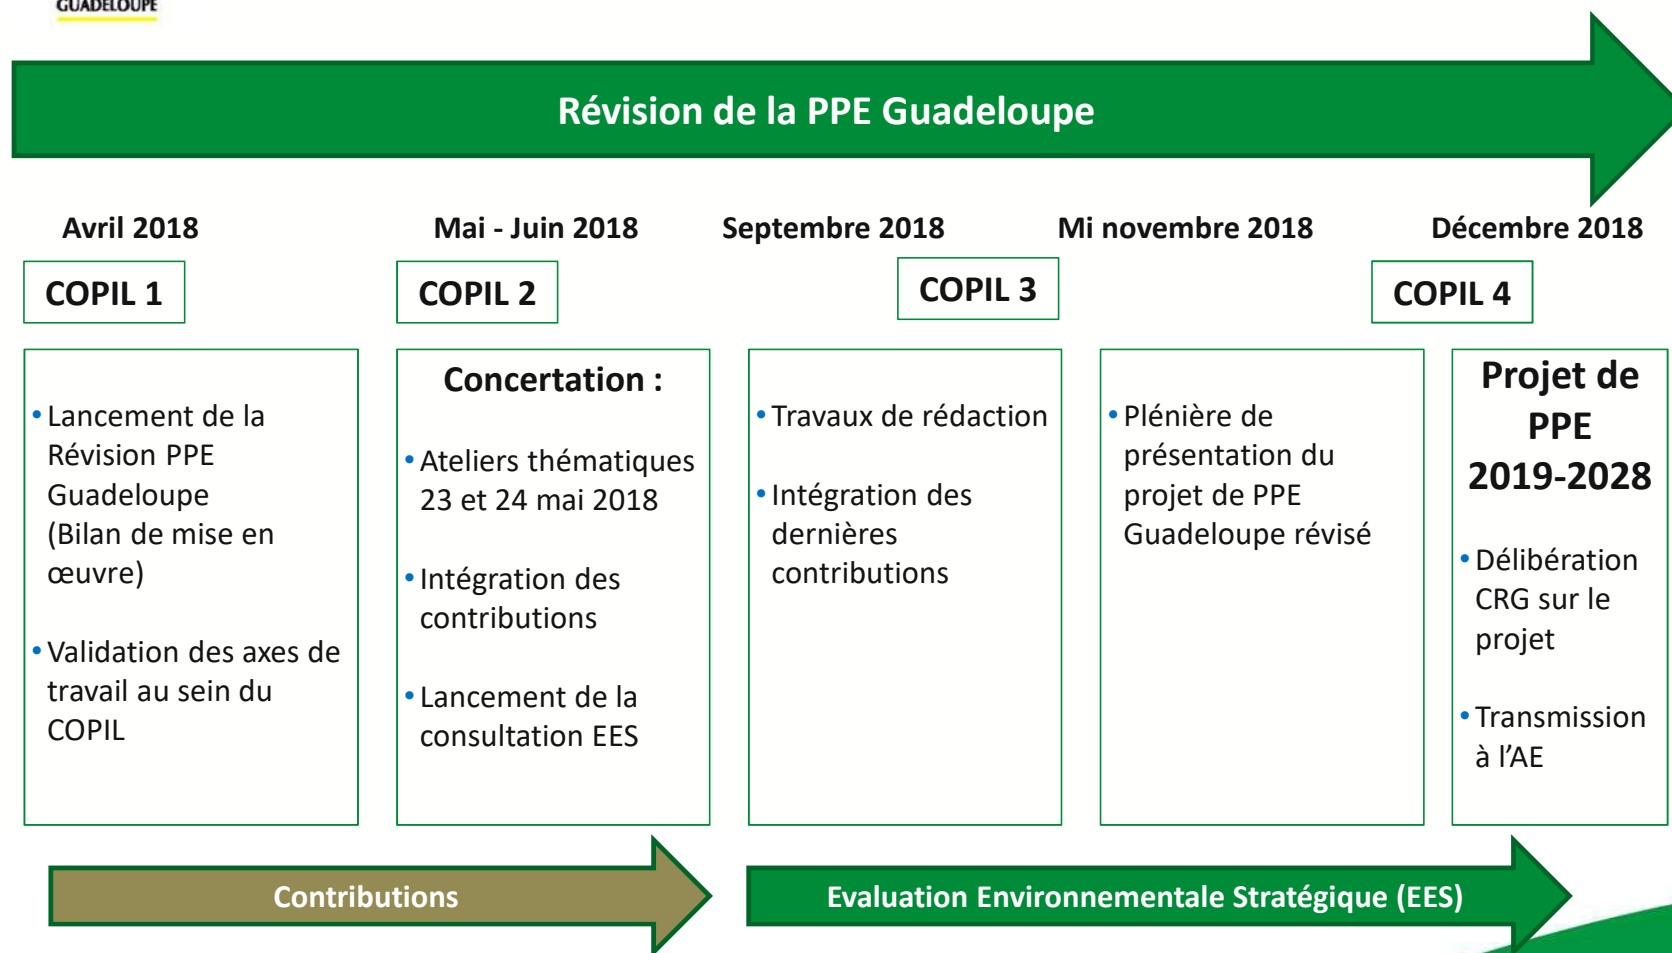 GUADELOUPE
Révision de la PPE Guadeloupe
Avril 2018
Mai - Juin 2018
Septembre 2018
Mi novembre 2018
Décembre 2018
COPIL 1
COPIL 2
COPIL 3
COPIL 4
• Lancement de la
Révision PPE
Guadeloupe
(Bilan de mise en
œuvre)
• Validation des axes de
travail au sein du
COPIL
Concertation :
• Ateliers thématiques
23 et 24 mai 2018
• Intégration des
contributions
• Lancement de la
consultation EES
• Travaux de rédaction
• Intégration des
dernières
contributions
• Plénière de
présentation du
projet de PPE
Guadeloupe révisé
Projet de
PPE
2019-2028
• Délibération
CRG sur le
projet
• Transmission
à l’AE
Contributions
Evaluation Environnementale Stratégique (EES)